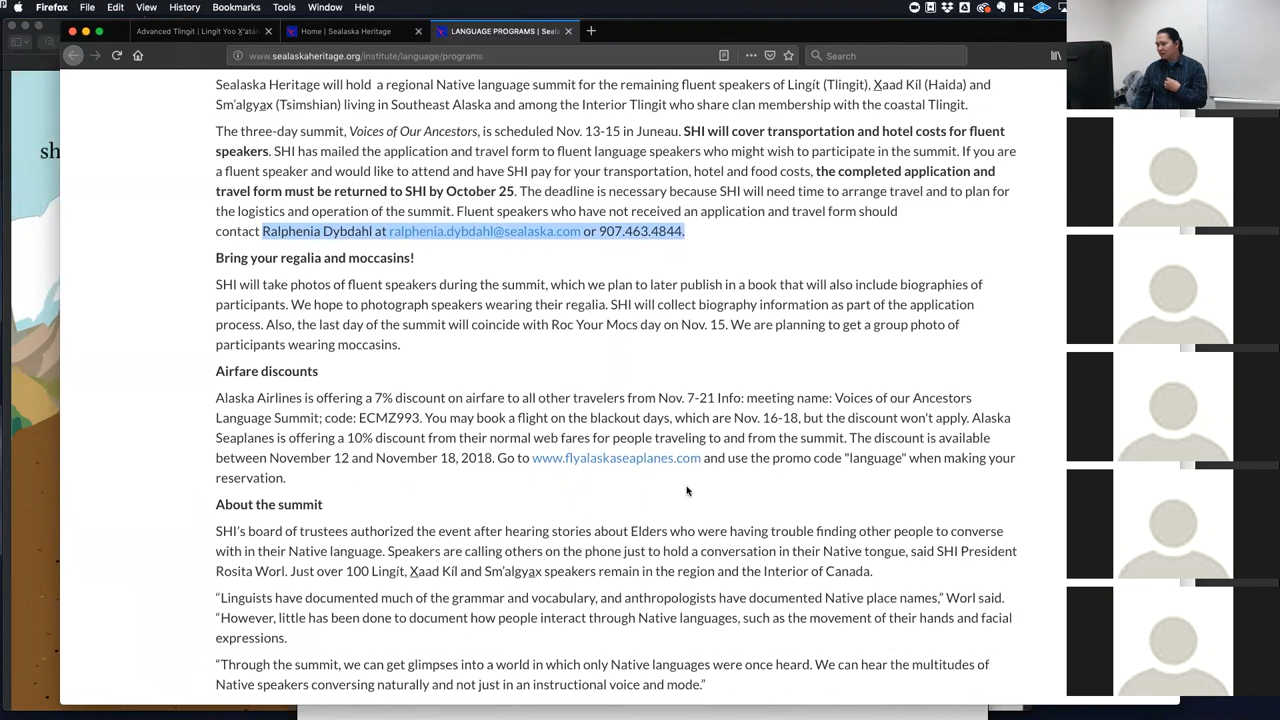 Firefox File Edit View History Bookmarks Tools Window Help
Advanced Tlingit | Lingít Yoo X̱ʼatán
Home | Sealaska Heritage
LANGUAGE PROGRAMS | Seala
www.sealaskaheritage.org/institute/language/programs
Search
sh
Sealaska Heritage will hold a regional Native language summit for the remaining fluent speakers of Lingít (Tlingit), X̱aad Kíl (Haida) and
Sm'algya̱x (Tsimshian) living in Southeast Alaska and among the Interior Tlingit who share clan membership with the coastal Tlingit.
The three-day summit, Voices of Our Ancestors, is scheduled Nov. 13-15 in Juneau. SHI will cover transportation and hotel costs for fluent
speakers. SHI has mailed the application and travel form to fluent language speakers who might wish to participate in the summit. If you are
a fluent speaker and would like to attend and have SHI pay for your transportation, hotel and food costs, the completed application and
travel form must be returned to SHI by October 25. The deadline is necessary because SHI will need time to arrange travel and to plan for
the logistics and operation of the summit. Fluent speakers who have not received an application and travel form should
contact Ralphenia Dybdahl at ralphenia.dybdahl@sealaska.com or 907.463.4844.
Bring your regalia and moccasins!
SHI will take photos of fluent speakers during the summit, which we plan to later publish in a book that will also include biographies of
participants. We hope to photograph speakers wearing their regalia. SHI will collect biography information as part of the application
process. Also, the last day of the summit will coincide with Roc Your Mocs day on Nov. 15. We are planning to get a group photo of
participants wearing moccasins.
Airfare discounts
Alaska Airlines is offering a 7% discount on airfare to all other travelers from Nov. 7-21 Info: meeting name: Voices of our Ancestors
Language Summit; code: ECMZ993. You may book a flight on the blackout days, which are Nov. 16-18, but the discount won't apply. Alaska
Seaplanes is offering a 10% discount from their normal web fares for people traveling to and from the summit. The discount is available
between November 12 and November 18, 2018. Go to www.flyalaskaseaplanes.com and use the promo code "language" when making your
reservation.
About the summit
SHI's board of trustees authorized the event after hearing stories about Elders who were having trouble finding other people to converse
with in their Native language. Speakers are calling others on the phone just to hold a conversation in their Native tongue, said SHI President
Rosita Worl. Just over 100 Lingít, X̱aad Kíl and Sm'algya̱x speakers remain in the region and the Interior of Canada.
“Linguists have documented much of the grammar and vocabulary, and anthropologists have documented Native place names,” Worl said.
“However, little has been done to document how people interact through Native languages, such as the movement of their hands and facial
expressions.
“Through the summit, we can get glimpses into a world in which only Native languages were once heard. We can hear the multitudes of
Native speakers conversing naturally and not just in an instructional voice and mode.”